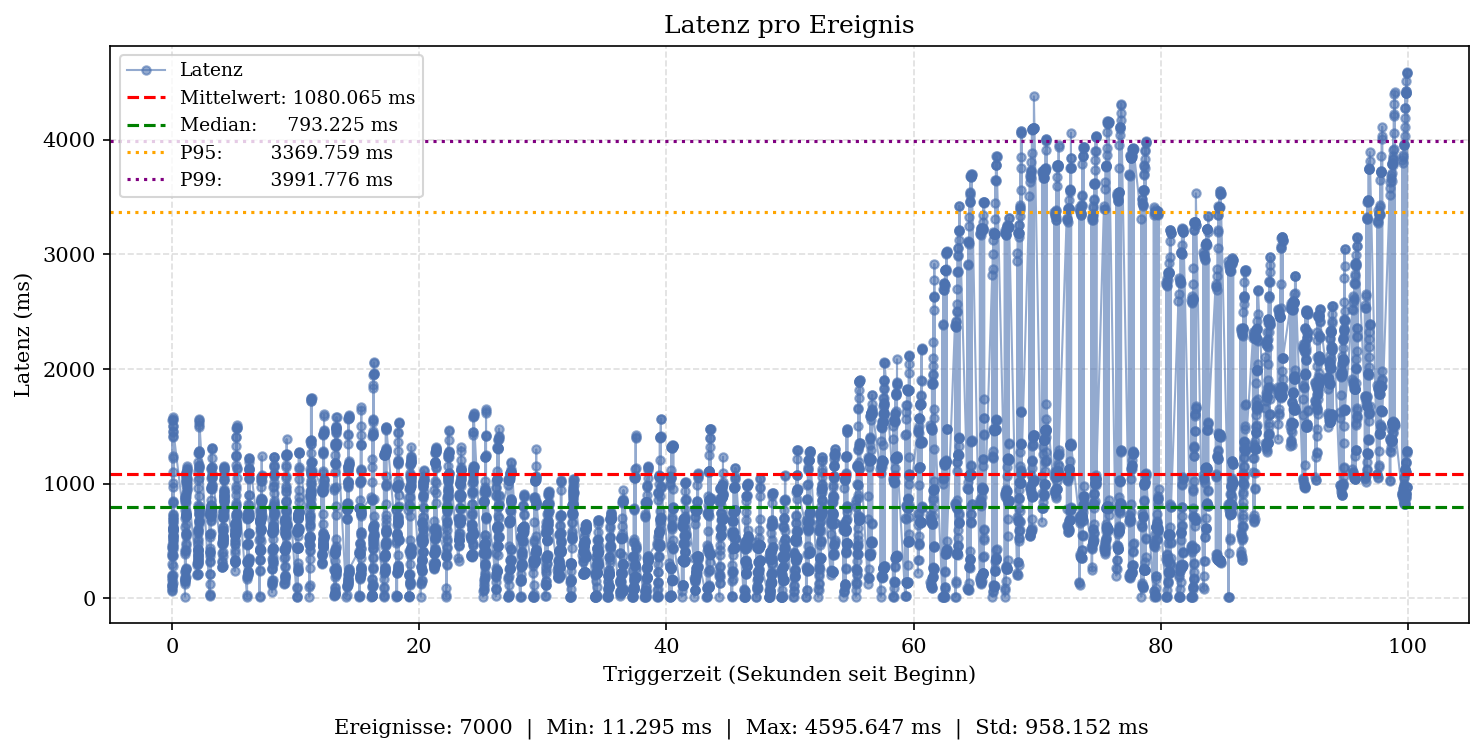 Latenz pro Ereignis
Latenz
Mittelwert: 1080.065 ms
Median: 793.225 ms
P95: 3369.759 ms
P99: 3991.776 ms
Latenz (ms)
4000
3000
2000
1000
0
0 20 40 60 80 100
Triggerzeit (Sekunden seit Beginn)
Ereignisse: 7000 | Min: 11.295 ms | Max: 4595.647 ms | Std: 958.152 ms